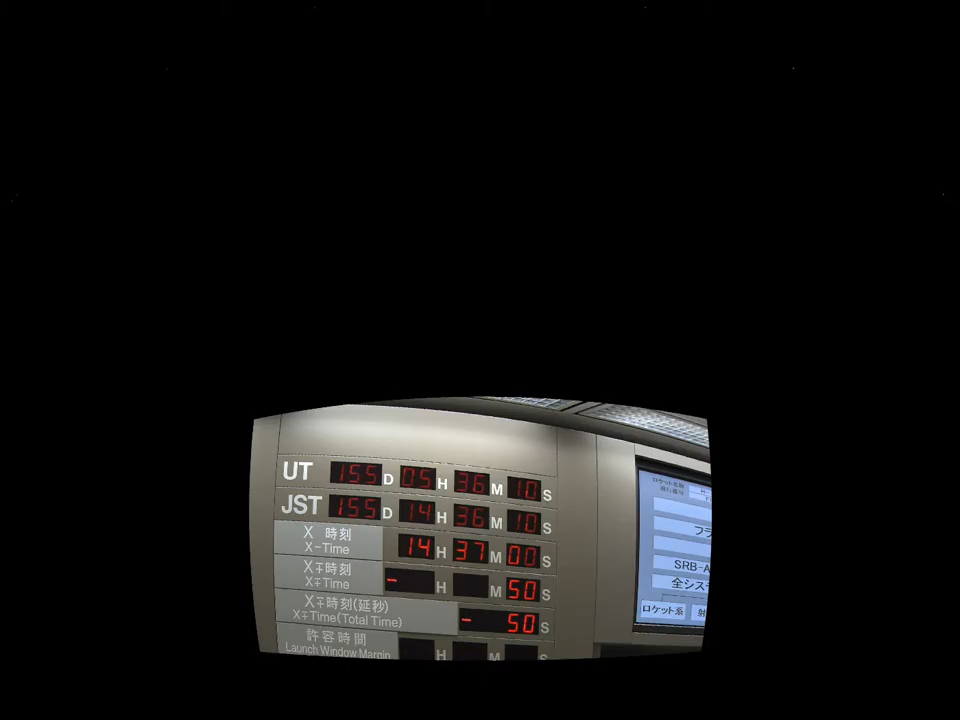 UT 155 D 05 H 36 M 10 S
JST 155 D 14 H 36 M 10 S
X 時刻
X-Time
14 H 37 M 00 S
X∓時刻
X∓Time
- H M 50 S
X∓時刻(延秒)
X∓Time(Total Time)
- 50 S
許容時間
Launch Window Margin
H M S
フラ
SRB-A
全シス
ロケット系 射